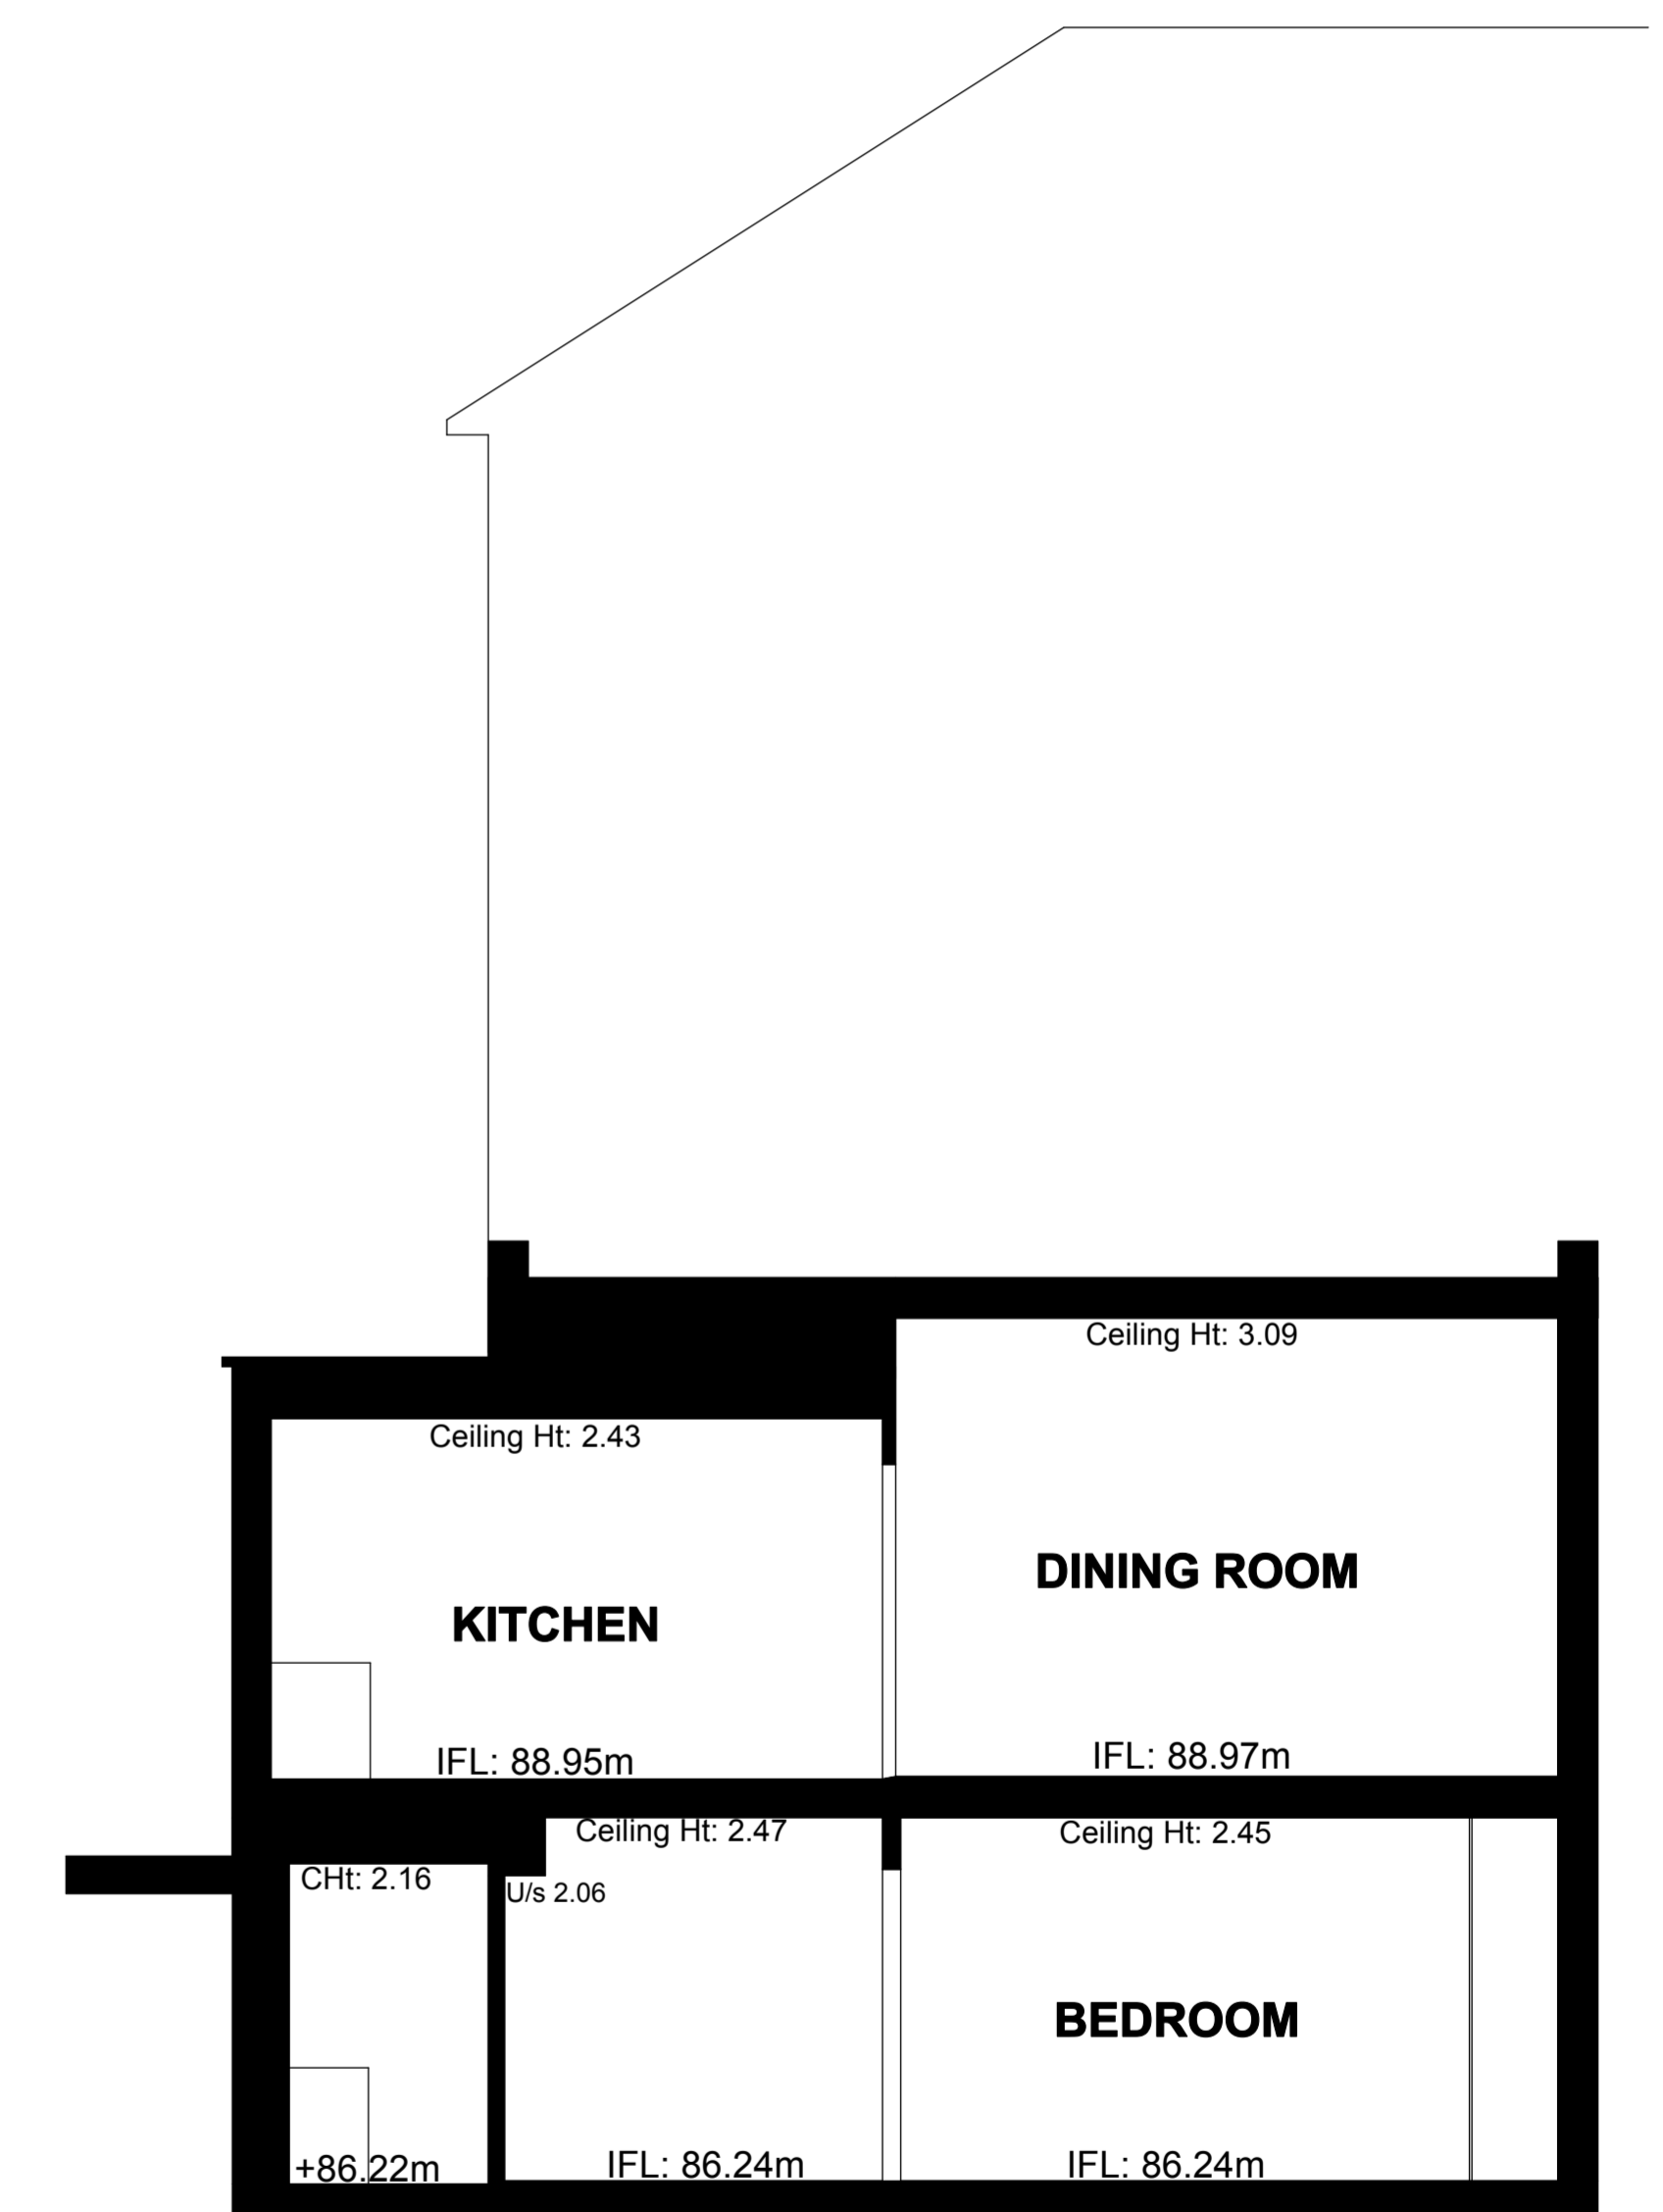 Ceiling Ht: 3.09
Ceiling Ht: 2.43
DINING ROOM
KITCHEN
IFL: 88.95m
IFL: 88.97m
Ceiling Ht: 2.47
Ceiling Ht: 2.45
CHt: 2.16
U/s 2.06
BEDROOM
+86.22m
IFL: 86.24m
IFL: 86.24m